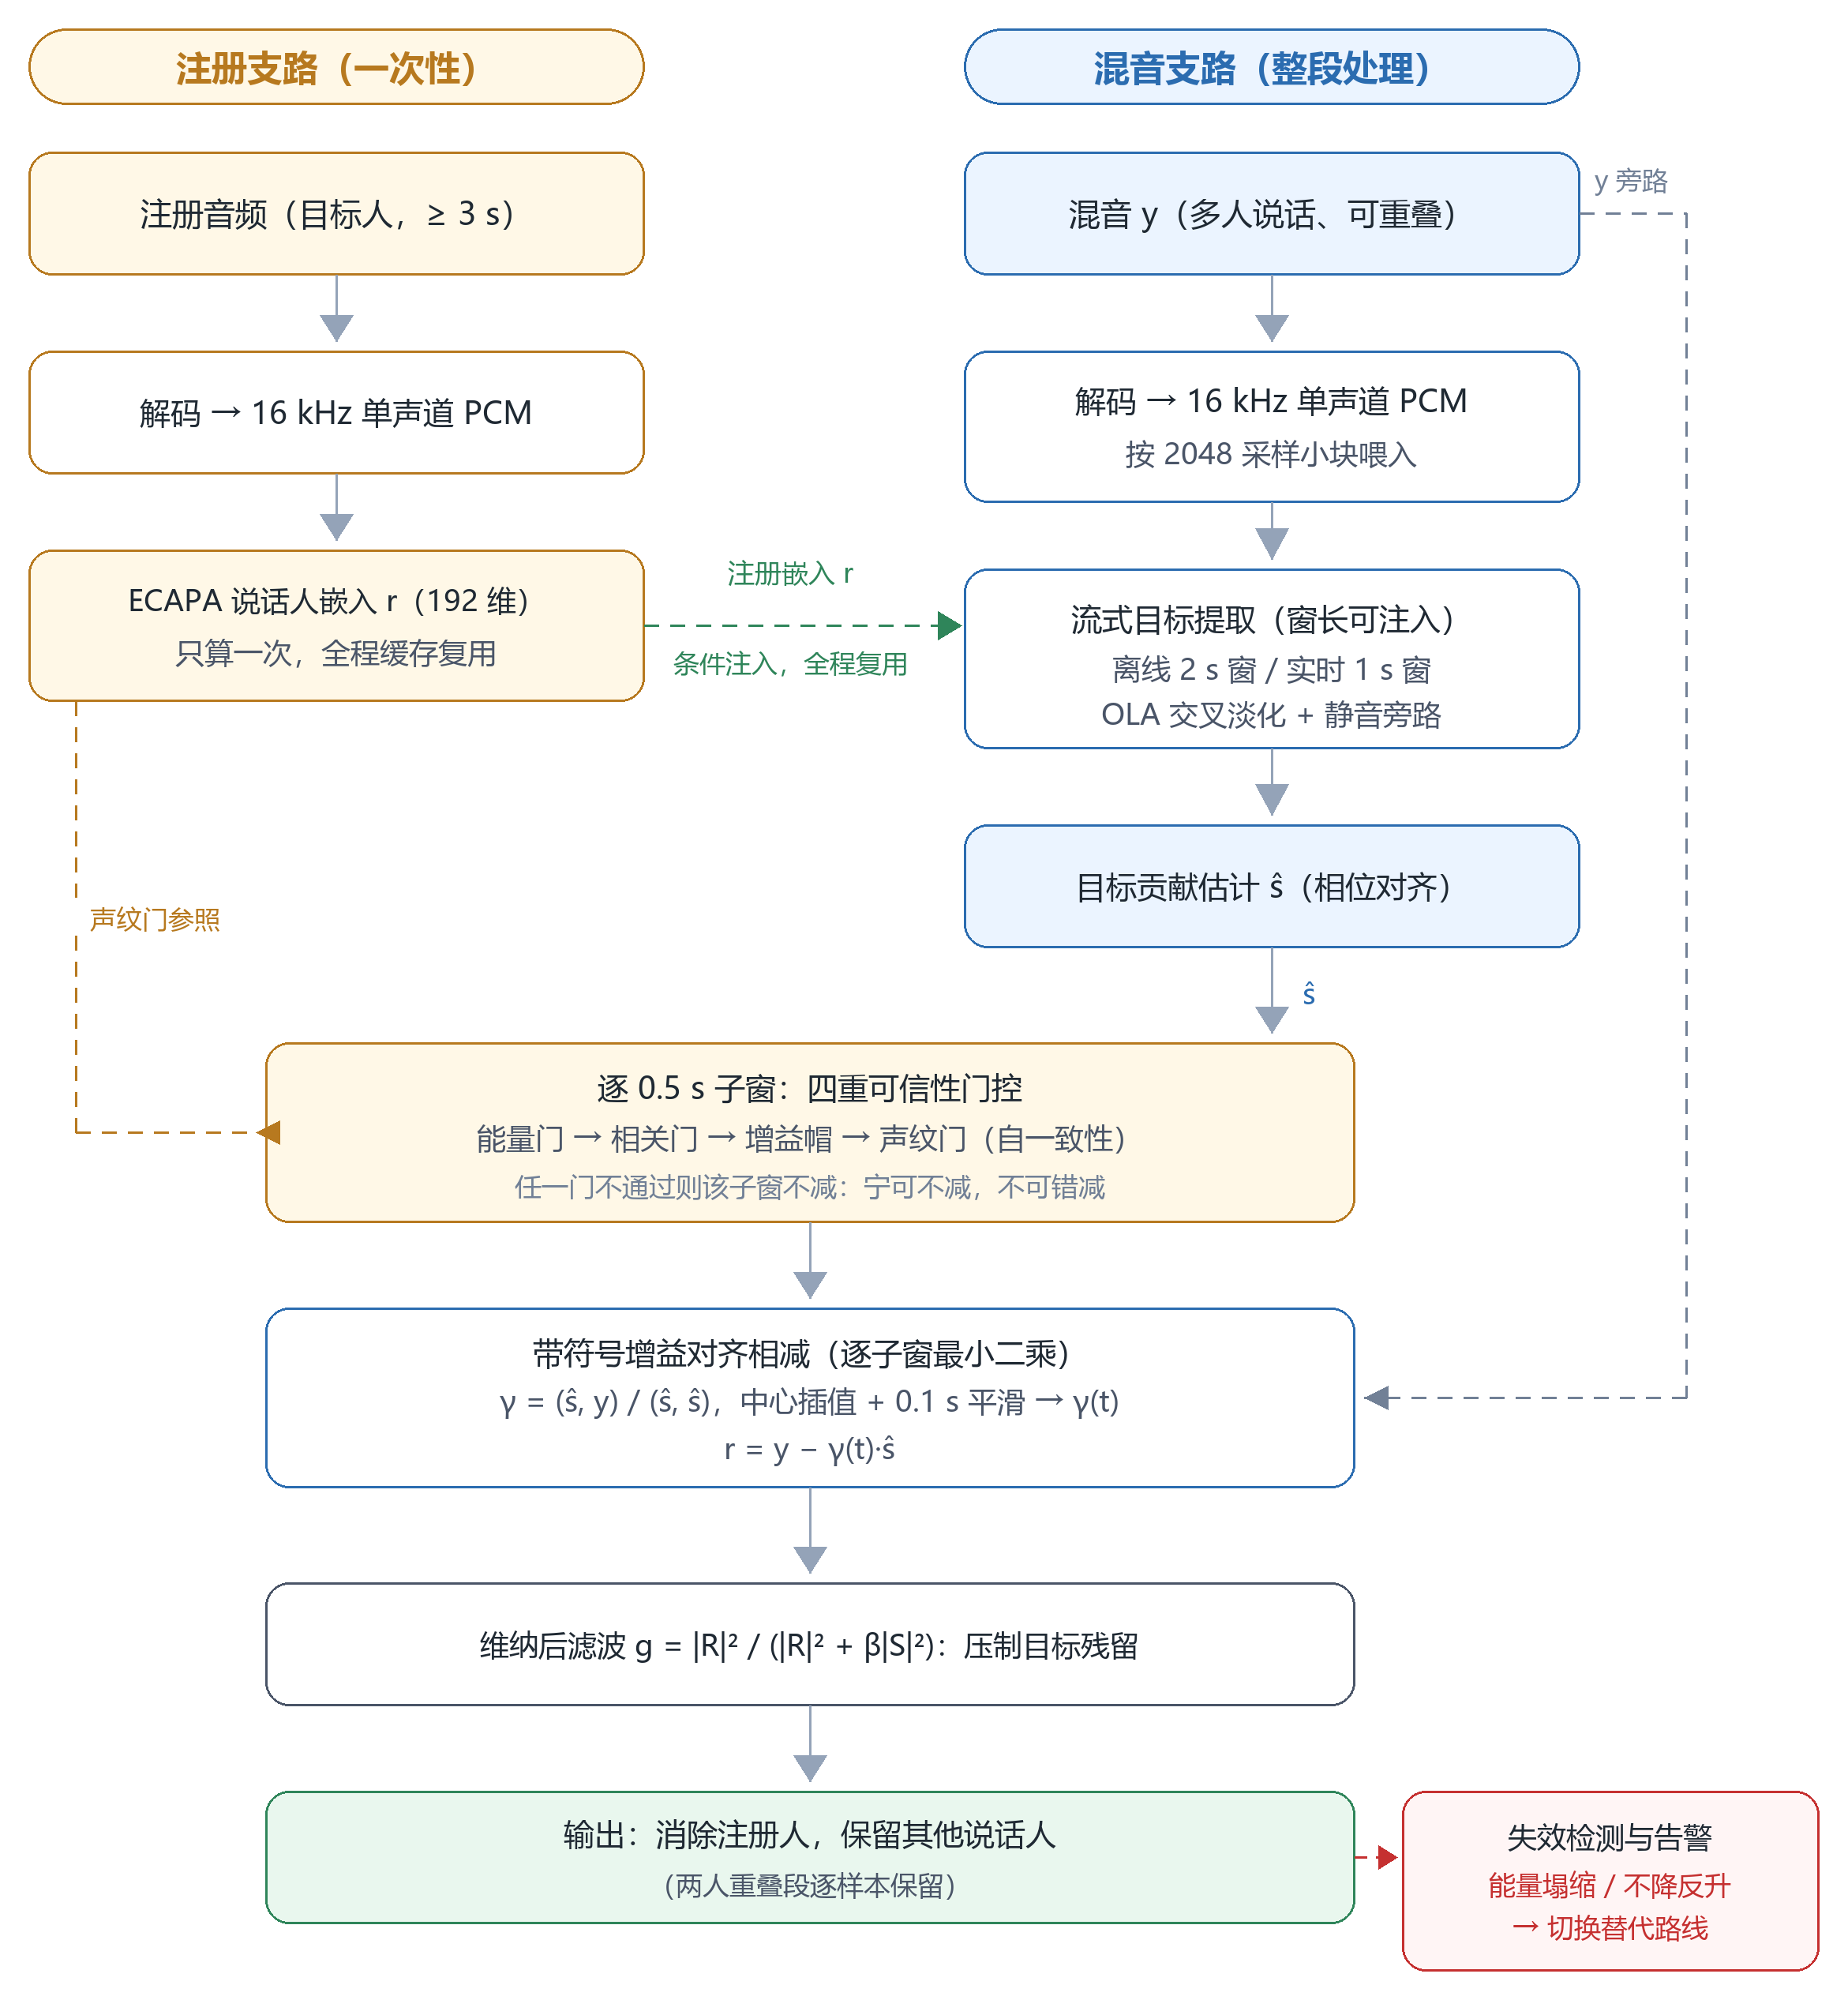 注册支路（一次性）
混音支路（整段处理）
注册音频（目标人，≥ 3 s）
混音 y（多人说话、可重叠）
y 旁路
解码 → 16 kHz 单声道 PCM
解码 → 16 kHz 单声道 PCM
按 2048 采样小块喂入
ECAPA 说话人嵌入 r（192 维）
只算一次，全程缓存复用
注册嵌入 r
条件注入，全程复用
流式目标提取（窗长可注入）
离线 2 s 窗 / 实时 1 s 窗
OLA 交叉淡化 + 静音旁路
目标贡献估计 ŝ（相位对齐）
声纹门参照
ŝ
逐 0.5 s 子窗：四重可信性门控
能量门 → 相关门 → 增益帽 → 声纹门（自一致性）
任一门不通过则该子窗不减：宁可不减，不可错减
带符号增益对齐相减（逐子窗最小二乘）
γ = ⟨ŝ, y⟩ / ⟨ŝ, ŝ⟩，中心插值 + 0.1 s 平滑 → γ(t)
r = y − γ(t)·ŝ
维纳后滤波 g = |R|² / (|R|² + β|S|²)：压制目标残留
输出：消除注册人，保留其他说话人
（两人重叠段逐样本保留）
失效检测与告警
能量塌缩 / 不降反升
→ 切换替代路线